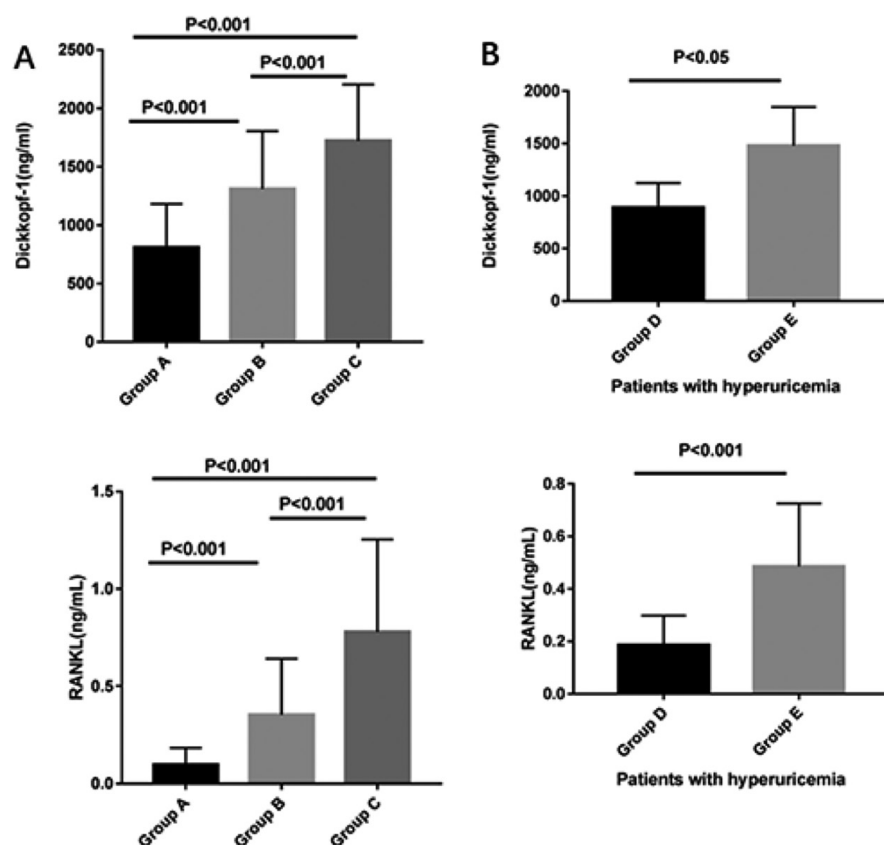 A
P<0.001
P<0.001
P<0.001
Dickkopf-1(ng/ml)
2500
2000
1500
1000
500
0
Group A
Group B
Group C
B
P<0.05
Dickkopf-1(ng/ml)
2000
1500
1000
500
0
Group D
Group E
Patients with hyperuricemia
P<0.001
P<0.001
P<0.001
RANKL(ng/mL)
1.5
1.0
0.5
0.0
Group A
Group B
Group C
P<0.001
RANKL(ng/mL)
0.8
0.6
0.4
0.2
0.0
Group D
Group E
Patients with hyperuricemia